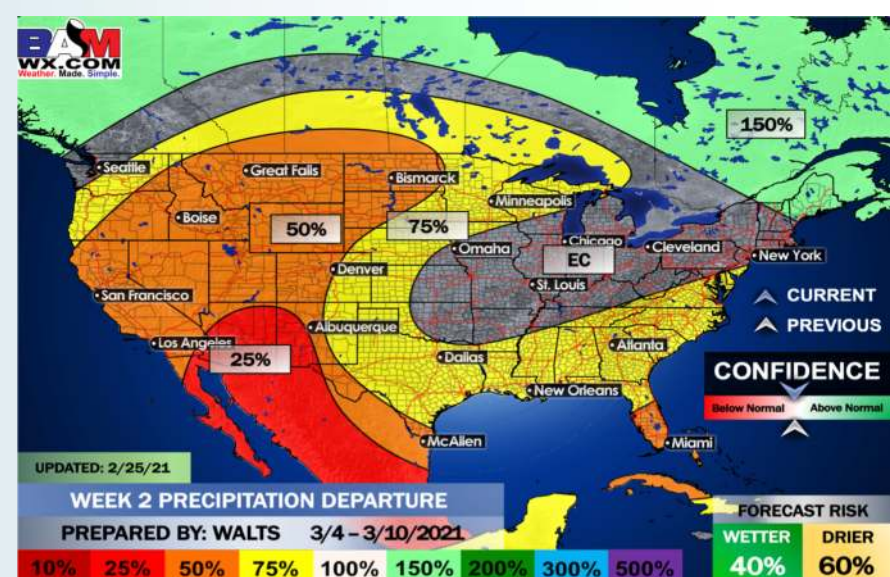 BAM
WX.COM
Weather. Made. Simple.
150%
Seattle
Great Falls
Bismarck
Minneapolis
Boise
50%
75%
Omaha
Chicago
Cleveland
New York
EC
Denver
St. Louis
San Francisco
CURRENT
PREVIOUS
Los Angeles
Albuquerque
25%
Dallas
Atlanta
New Orleans
CONFIDENCE
Below Normal Above Normal
McAllen
Miami
UPDATED: 2/25/21
WEEK 2 PRECIPITATION DEPARTURE
PREPARED BY: WALTS 3/4 – 3/10/2021
10% 25% 50% 75% 100% 150% 200% 300% 500%
FORECAST RISK
WETTER DRIER
40% 60%